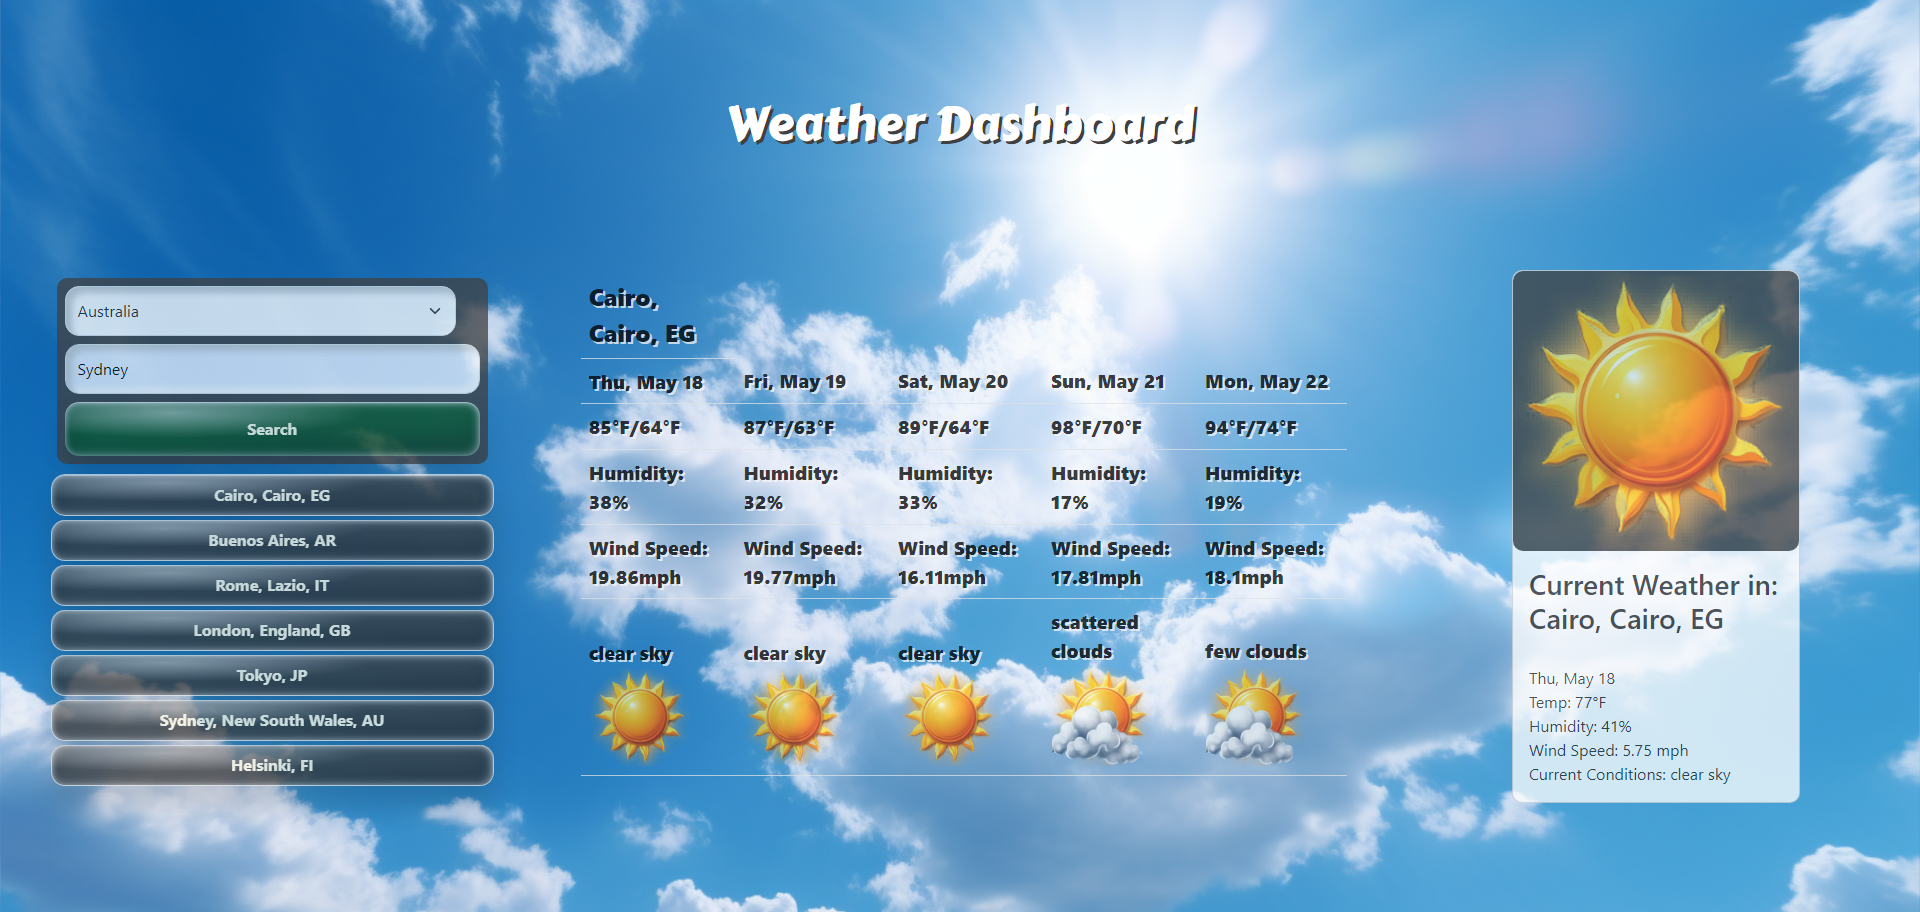 Weather Dashboard
Australia
Sydney
Search
Cairo, Cairo, EG
Buenos Aires, AR
Rome, Lazio, IT
London, England, GB
Tokyo, JP
Sydney, New South Wales, AU
Helsinki, FI
Cairo,
Cairo, EG
Thu, May 18 Fri, May 19 Sat, May 20 Sun, May 21 Mon, May 22
85°F/64°F 87°F/63°F 89°F/64°F 98°F/70°F 94°F/74°F
Humidity: Humidity: Humidity: Humidity: Humidity:
38% 32% 33% 17% 19%
Wind Speed: Wind Speed: Wind Speed: Wind Speed: Wind Speed:
19.86mph 19.77mph 16.11mph 17.81mph 18.1mph
clear sky clear sky clear sky scattered clouds few clouds
Current Weather in:
Cairo, Cairo, EG
Thu, May 18
Temp: 77°F
Humidity: 41%
Wind Speed: 5.75 mph
Current Conditions: clear sky